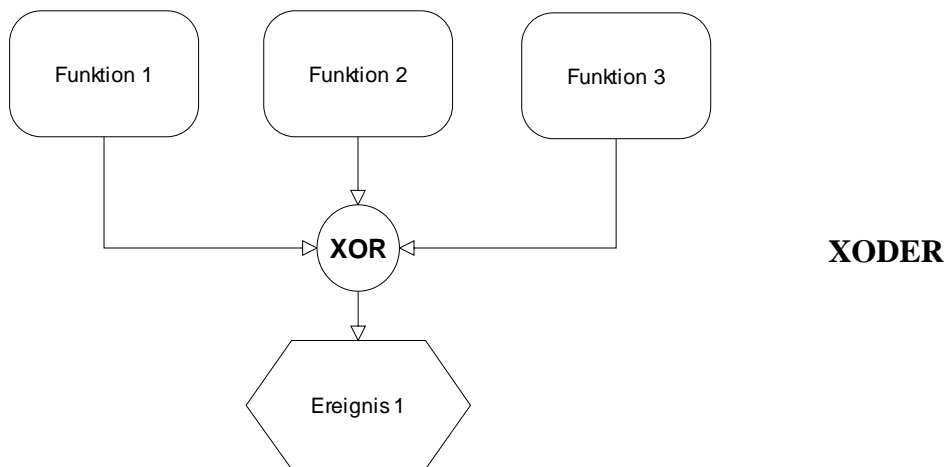 Funktion 1
Funktion 2
Funktion 3
XOR
XODER
Ereignis 1